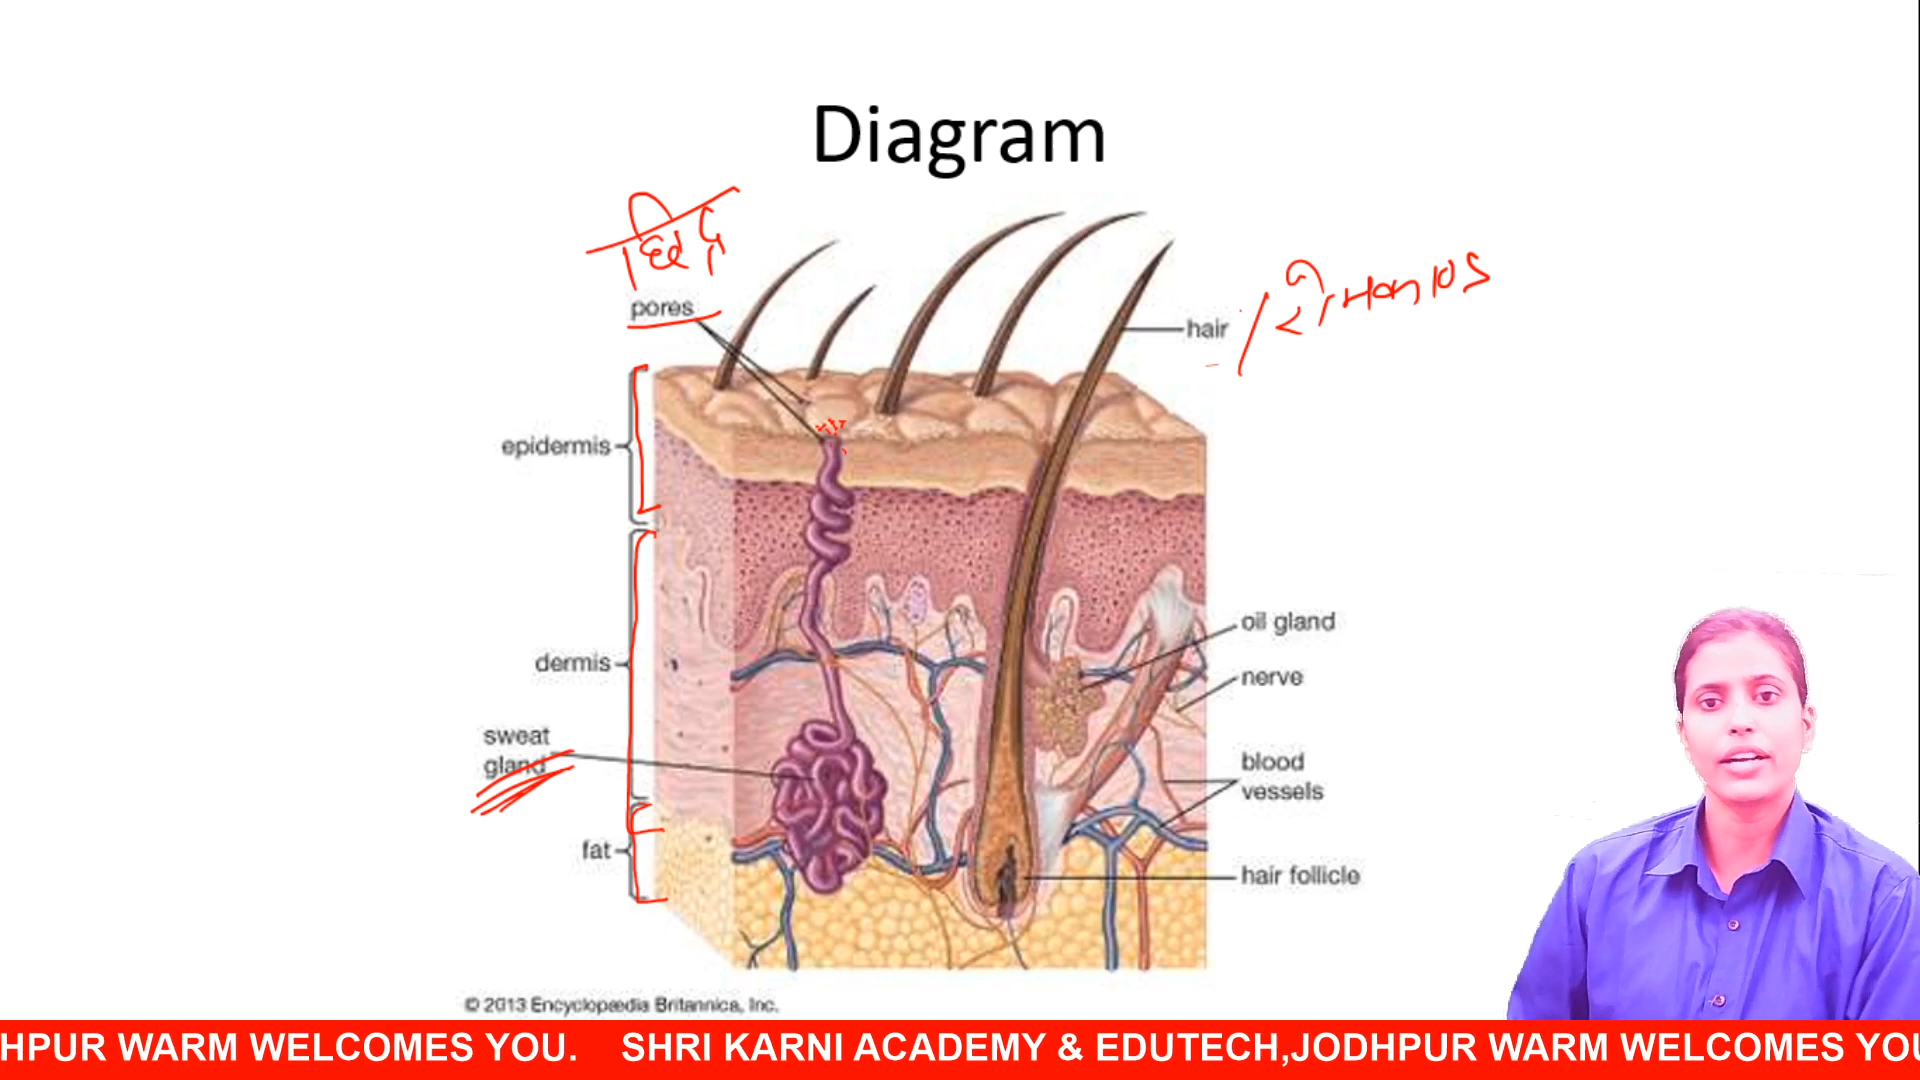 Diagram
छिद्र
pores
hair
epidermis
oil gland
nerve
dermis
sweat
gland
blood
vessels
fat
hair follicle
© 2013 Encyclopædia Britannica, Inc.
HPUR WARM WELCOMES YOU. SHRI KARNI ACADEMY & EDUTECH,JODHPUR WARM WELCOMES YOU